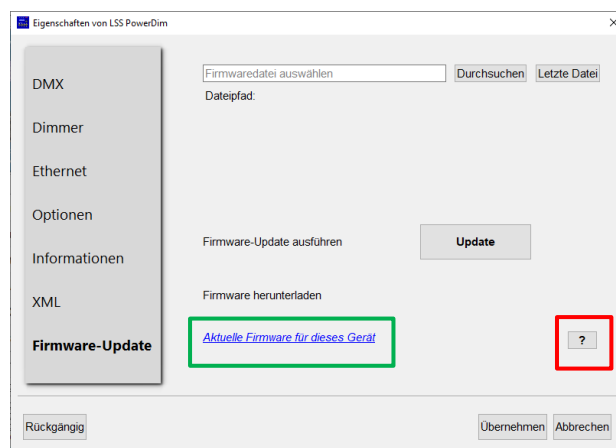 Eigenschaften von LSS PowerDim
DMX
Dimmer
Ethernet
Optionen
Informationen
XML
Firmware-Update
Firmwaredatei auswählen
Durchsuchen
Letzte Datei
Dateipfad:
Firmware-Update ausführen
Update
Firmware herunterladen
Aktuelle Firmware für dieses Gerät
?
Rückgängig
Übernehmen
Abbrechen